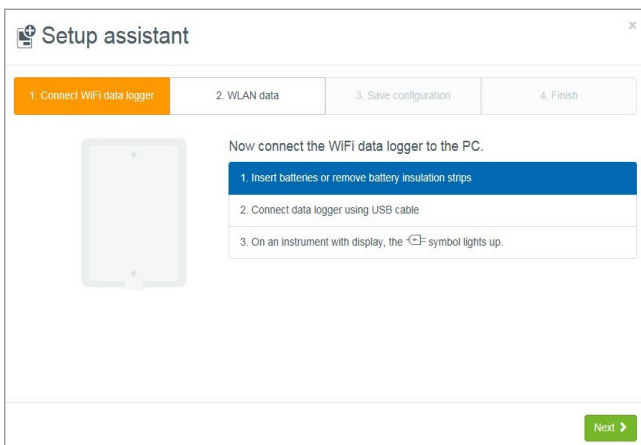 Setup assistant
×
1. Connect WiFi data logger
2. WLAN data
3. Save configuration
4. Finish
Now connect the WiFi data logger to the PC.
1. Insert batteries or remove battery insulation strips
2. Connect data logger using USB cable
3. On an instrument with display, the symbol lights up.
Next